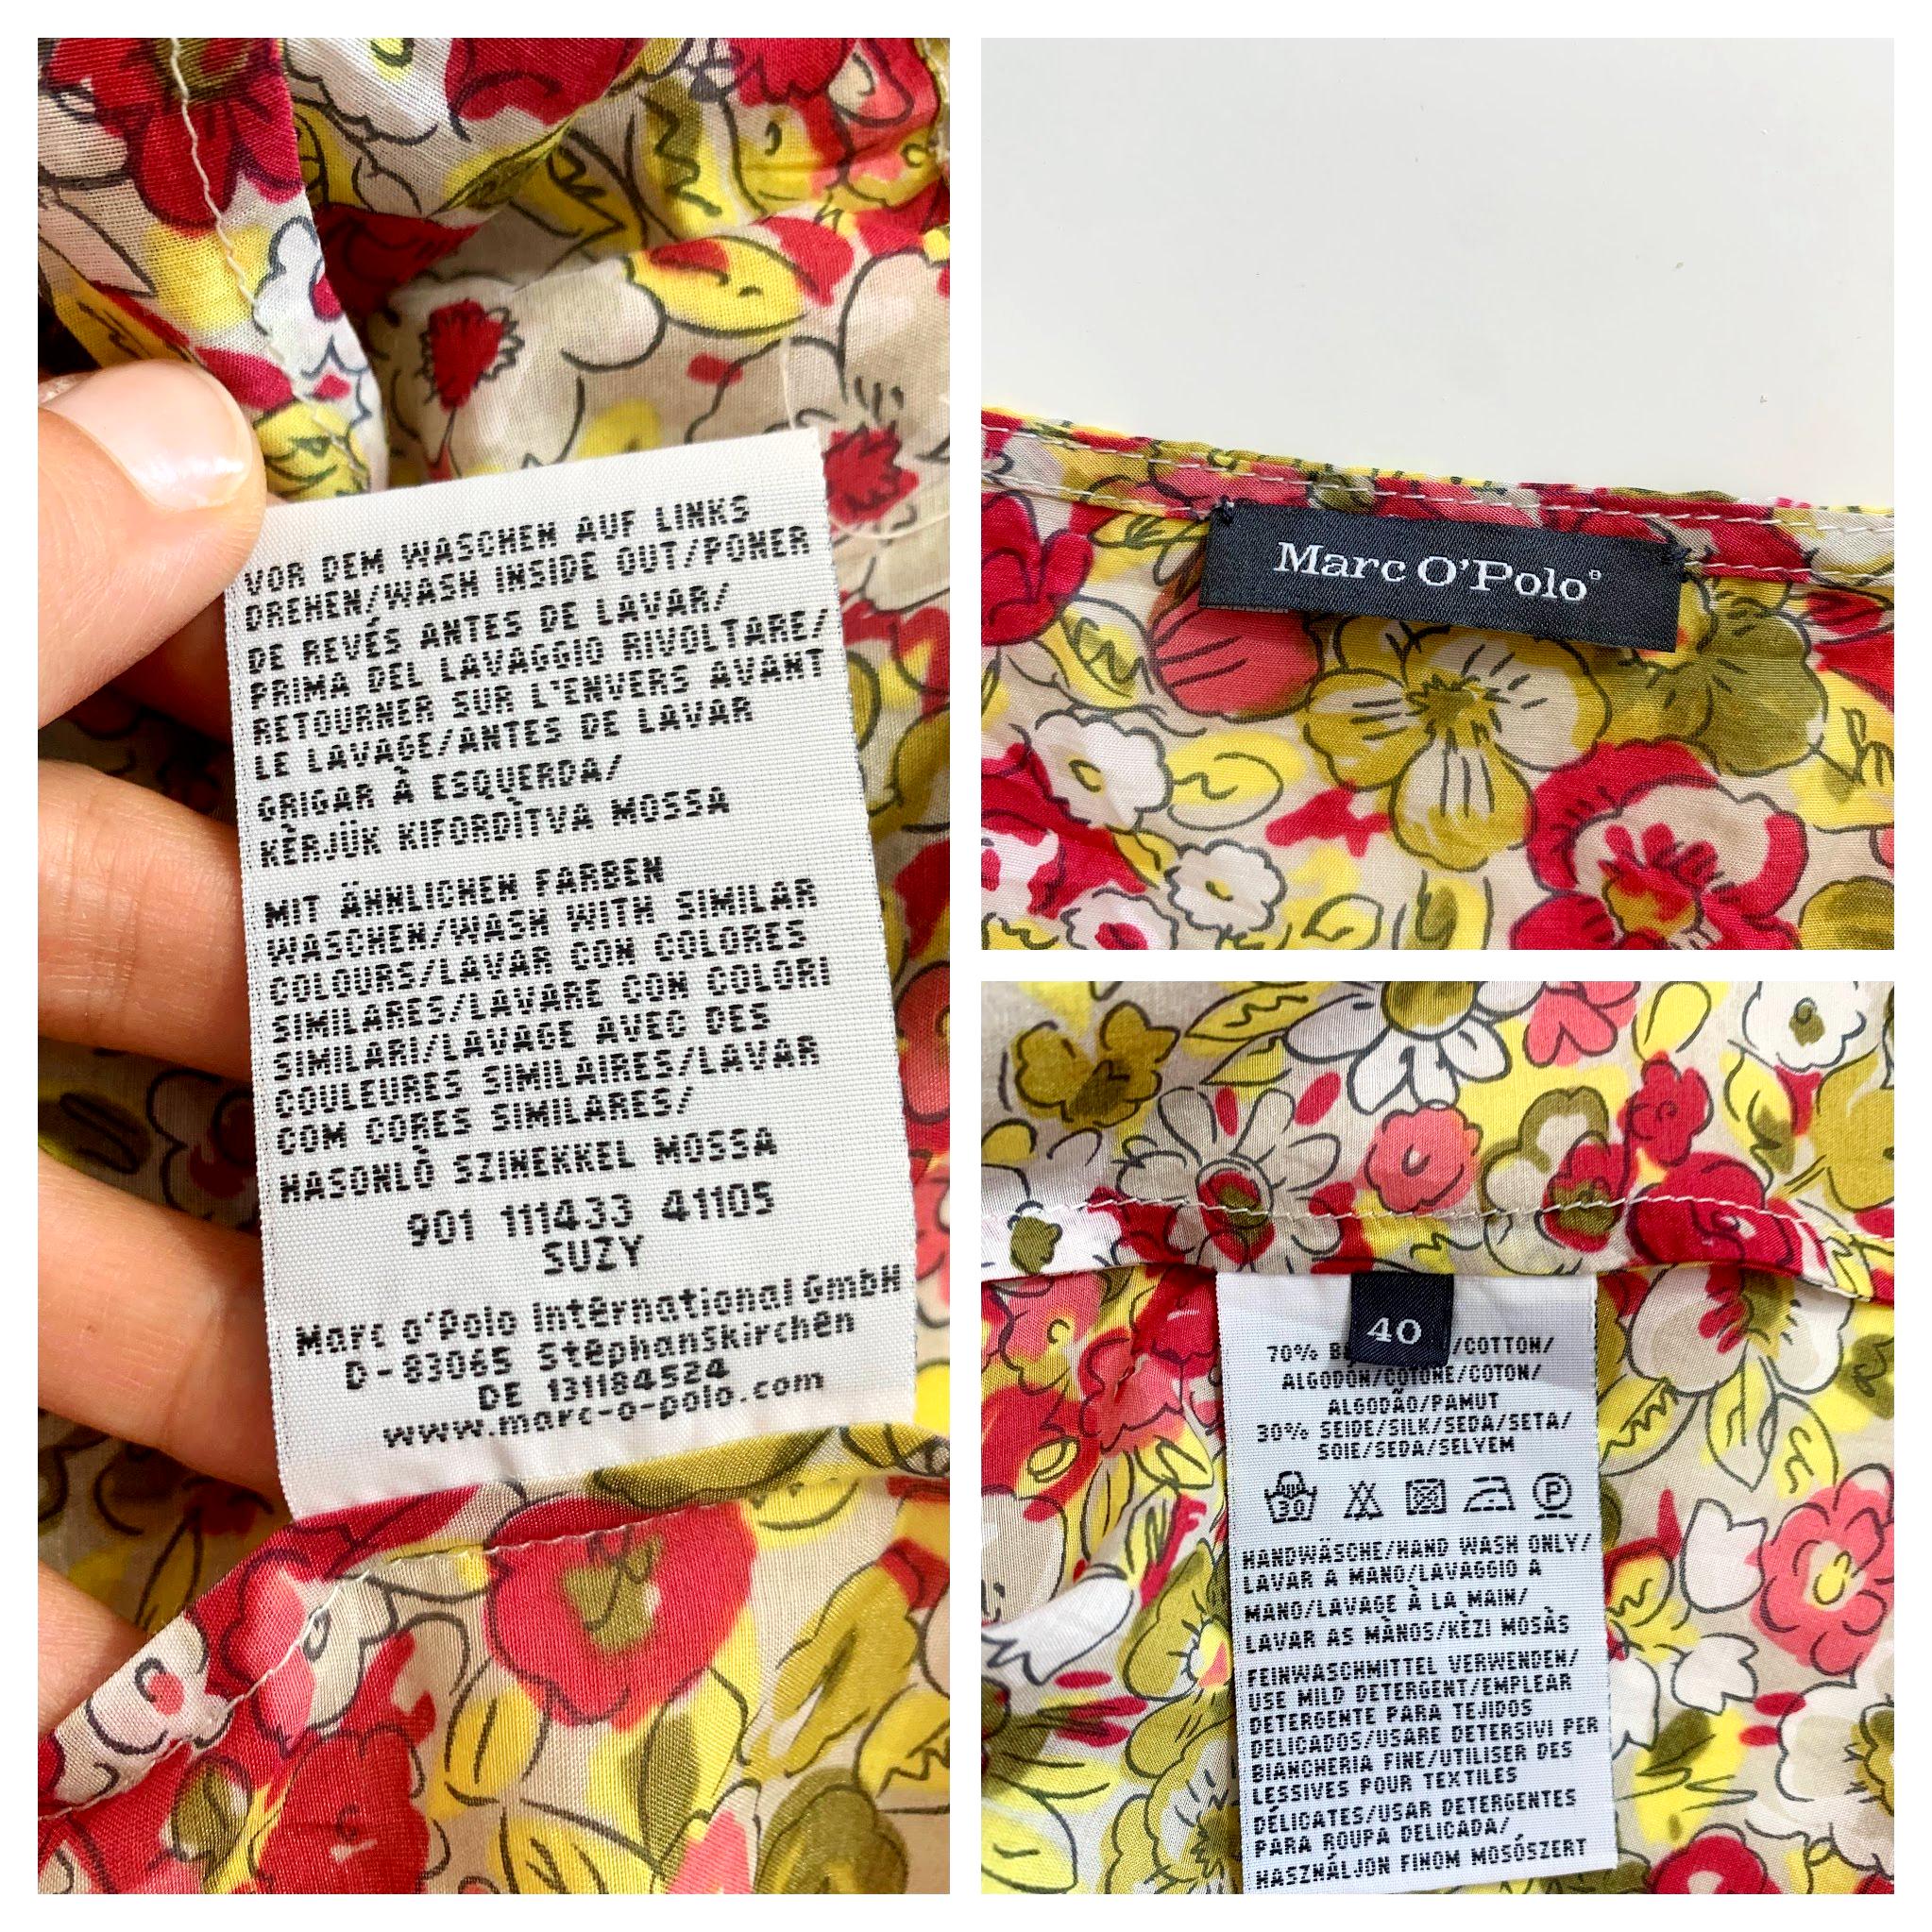 VOR DEM WASCHEN AUF LINKS
DREHEN/WASH INSIDE OUT/PONER
DE REVÉS ANTES DE LAVAR/
PRIMA DEL LAVAGGIO RIVOLTARE/
RETOURNER SUR L'ENVERS AVANT
LE LAVAGE/ANTES DE LAVAR
GRIGAR À ESQUERDA/
KÈRJÜK KIFORDÌTVA MOSSA
MIT ÄHNLICHEN FARBEN
WASCHEN/WASH WITH SIMILAR
COLOURS/LAVAR CON COLORES
SIMILARES/LAVARE CON COLORI
SIMILARI/LAVAGE AVEC DES
COULEURES SIMILAIRES/LAVAR
COM CORES SIMILARES/
HASONLÒ SZINEKKEL MOSSA
901 111433 41105
SUZY
Marc o'Polo International GmbH
D-83065 Stephanskirchen
DE 131184524
www.marc-o-polo.com
Marc O'Polo®
40
70% /COTTON/
ALGODÓN/COTONE/COTON/
ALGODÃO/PAMUT
30% SEIDE/SILK/SEDA/SETA/
SOIE/SEDA/SELYEM
30 P
HANDWÄSCHE/HAND WASH ONLY/
LAVAR A MANO/LAVAGGIO A
MANO/LAVAGE À LA MAIN/
LAVAR AS MÀNOS/KÈZI MOSÀS
FEINWASCHMITTEL VERWENDEN/
USE MILD DETERGENT/EMPLEAR
DETERGENTE PARA TEJIDOS
DELICADOS/USARE DETERSIVI PER
BIANCHERIA FINE/UTILISER DES
LESSIVES POUR TEXTILES
DÉLICATES/USAR DETERGENTES
PARA ROUPA DELICADA/
HASZNÁLJON FINOM MOSÓSZERT